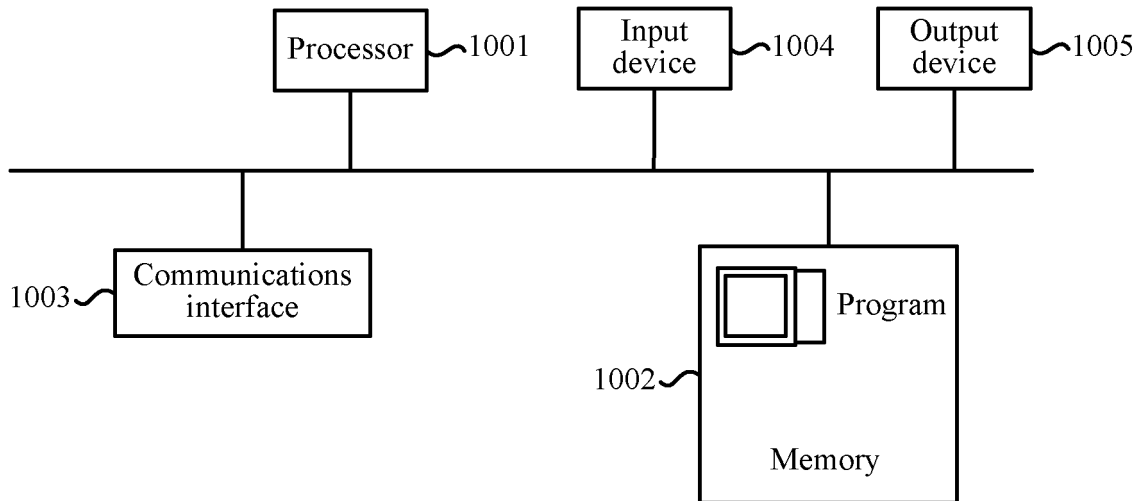 Processor
1001
Input
device
1004
Output
device
1005
Communications
interface
1003
Program
1002
Memory